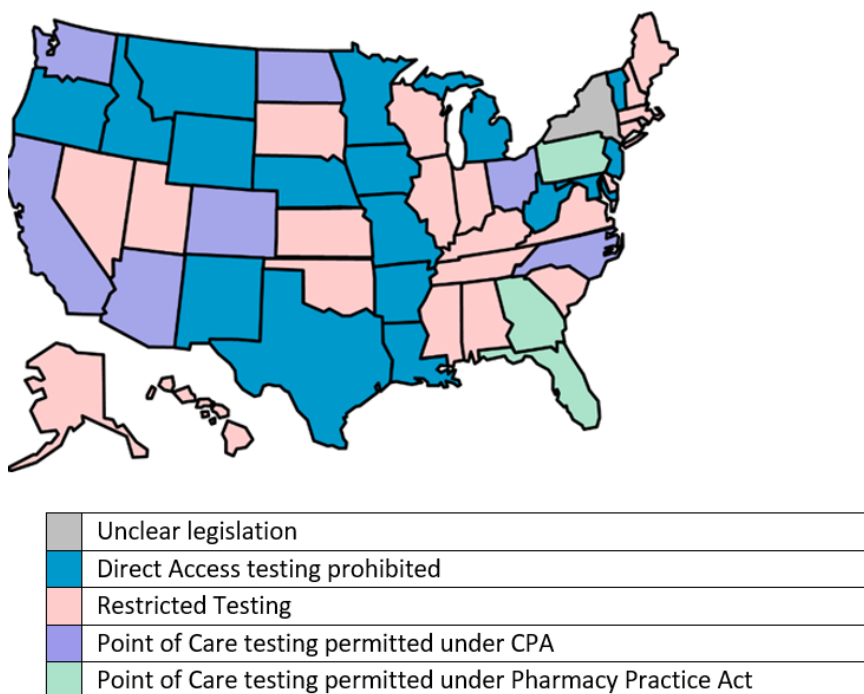 Unclear legislation
Direct Access testing prohibited
Restricted Testing
Point of Care testing permitted under CPA
Point of Care testing permitted under Pharmacy Practice Act